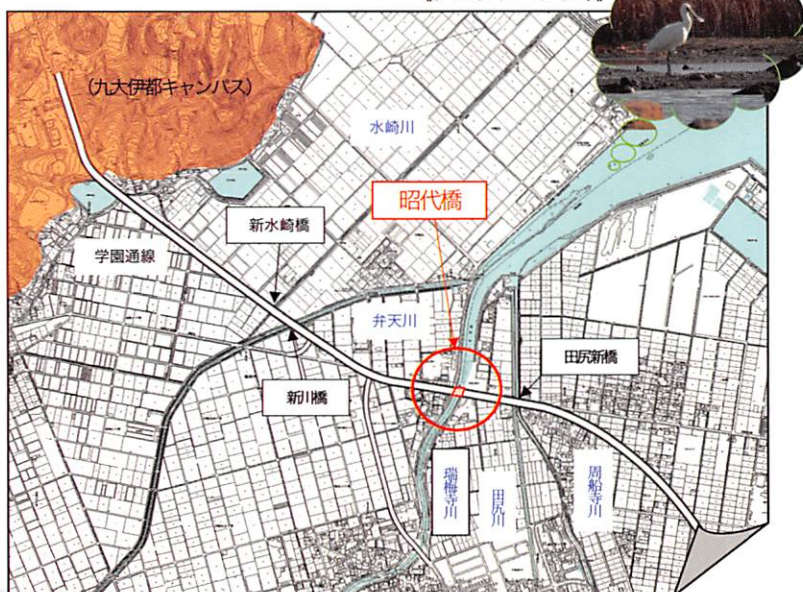 (九大伊都キャンパス)
水崎川
昭代橋
新水崎橋
学園通線
弁天川
田尻新橋
新川橋
瑞梅寺川
田尻川
周船寺川